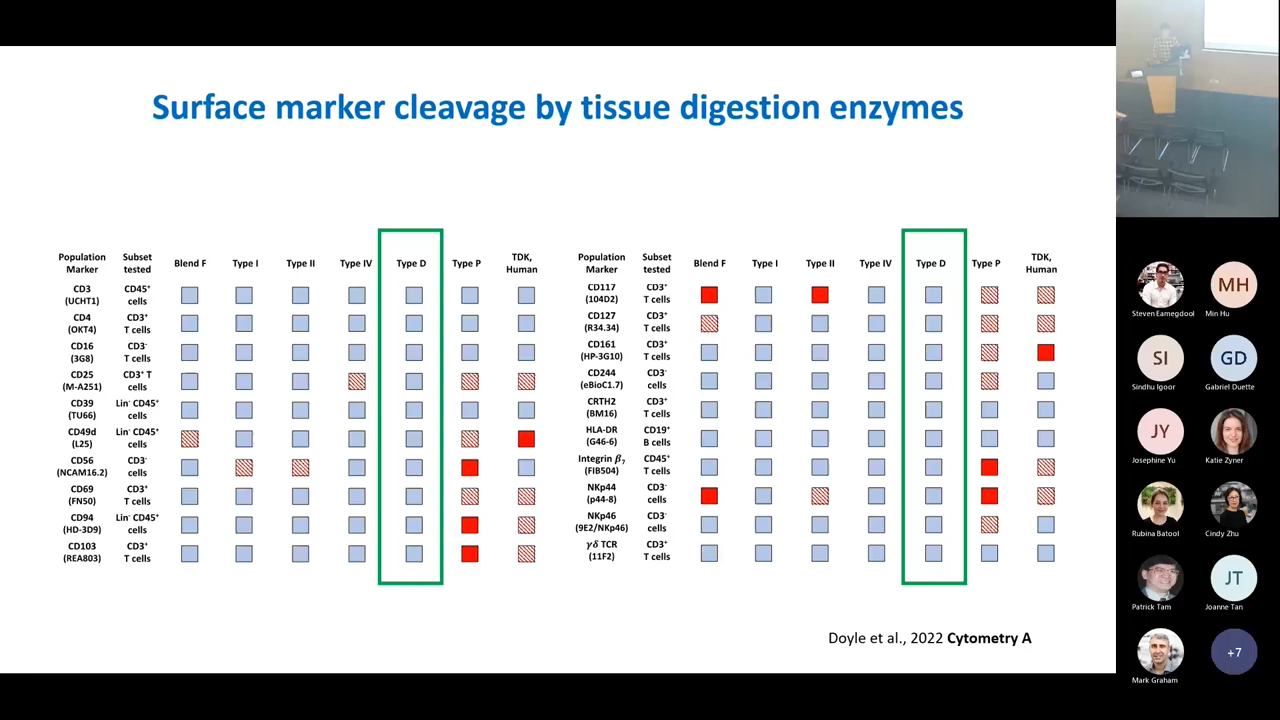 Surface marker cleavage by tissue digestion enzymes
Population Marker Subset tested Blend F Type I Type II Type IV Type D Type P TDK, Human
CD3 (UCHT1) CD45⁺ cells
CD4 (OKT4) CD3⁺ T cells
CD16 (3G8) CD3⁻ T cells
CD25 (M-A251) CD3⁺ T cells
CD39 (TU66) Lin⁻ CD45⁺ cells
CD49d (L25) Lin⁻ CD45⁺ cells
CD56 (NCAM16.2) CD3⁻ cells
CD69 (FN50) CD3⁺ T cells
CD94 (HD-3D9) Lin⁻ CD45⁺ cells
CD103 (REA803) CD3⁺ T cells
Population Marker Subset tested Blend F Type I Type II Type IV Type D Type P TDK, Human
CD117 (104D2) CD3⁺ T cells
CD127 (R34.34) CD3⁺ T cells
CD161 (HP-3G10) CD3⁺ T cells
CD244 (eBioC1.7) CD3⁻ cells
CRTH2 (BM16) CD3⁺ T cells
HLA-DR (G46-6) CD19⁺ B cells
Integrin β₇ (FIB504) CD45⁺ T cells
NKp44 (p44-8) CD3⁻ cells
NKp46 (9E2/NKp46) CD3⁻ cells
γδ TCR (11F2) CD3⁺ T cells
Doyle et al., 2022 Cytometry A
Steven Eamegdool
MH
Min Hu
SI
Sindhu Igoor
GD
Gabriel Duette
JY
Josephine Yu
Katie Zyner
Rubina Batool
Cindy Zhu
Patrick Tam
JT
Joanne Tan
Mark Graham
+7